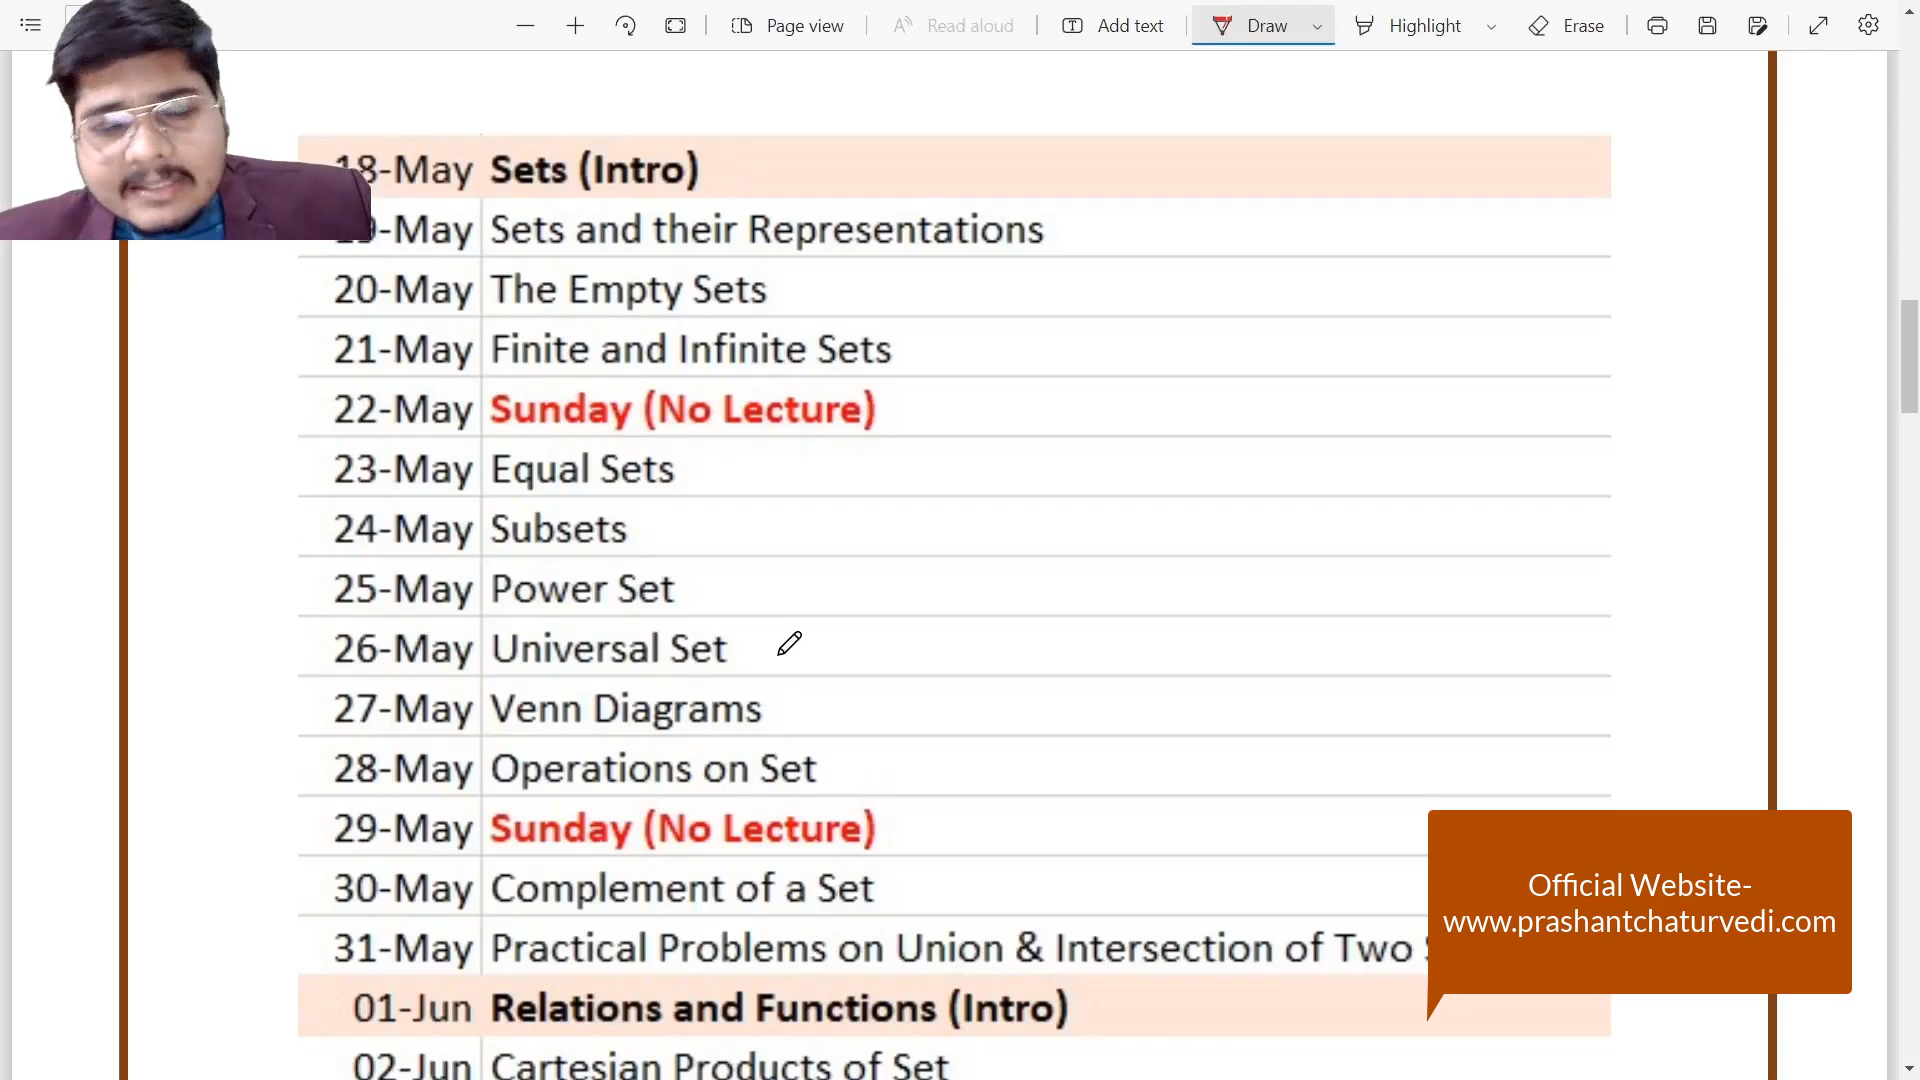 Page view
Read aloud
Add text
Draw
Highlight
Erase
18-May Sets (Intro)
19-May Sets and their Representations
20-May The Empty Sets
21-May Finite and Infinite Sets
22-May Sunday (No Lecture)
23-May Equal Sets
24-May Subsets
25-May Power Set
26-May Universal Set
27-May Venn Diagrams
28-May Operations on Set
29-May Sunday (No Lecture)
30-May Complement of a Set
31-May Practical Problems on Union & Intersection of Two
01-Jun Relations and Functions (Intro)
02-Jun Cartesian Products of Set
Official Website-
www.prashantchaturvedi.com